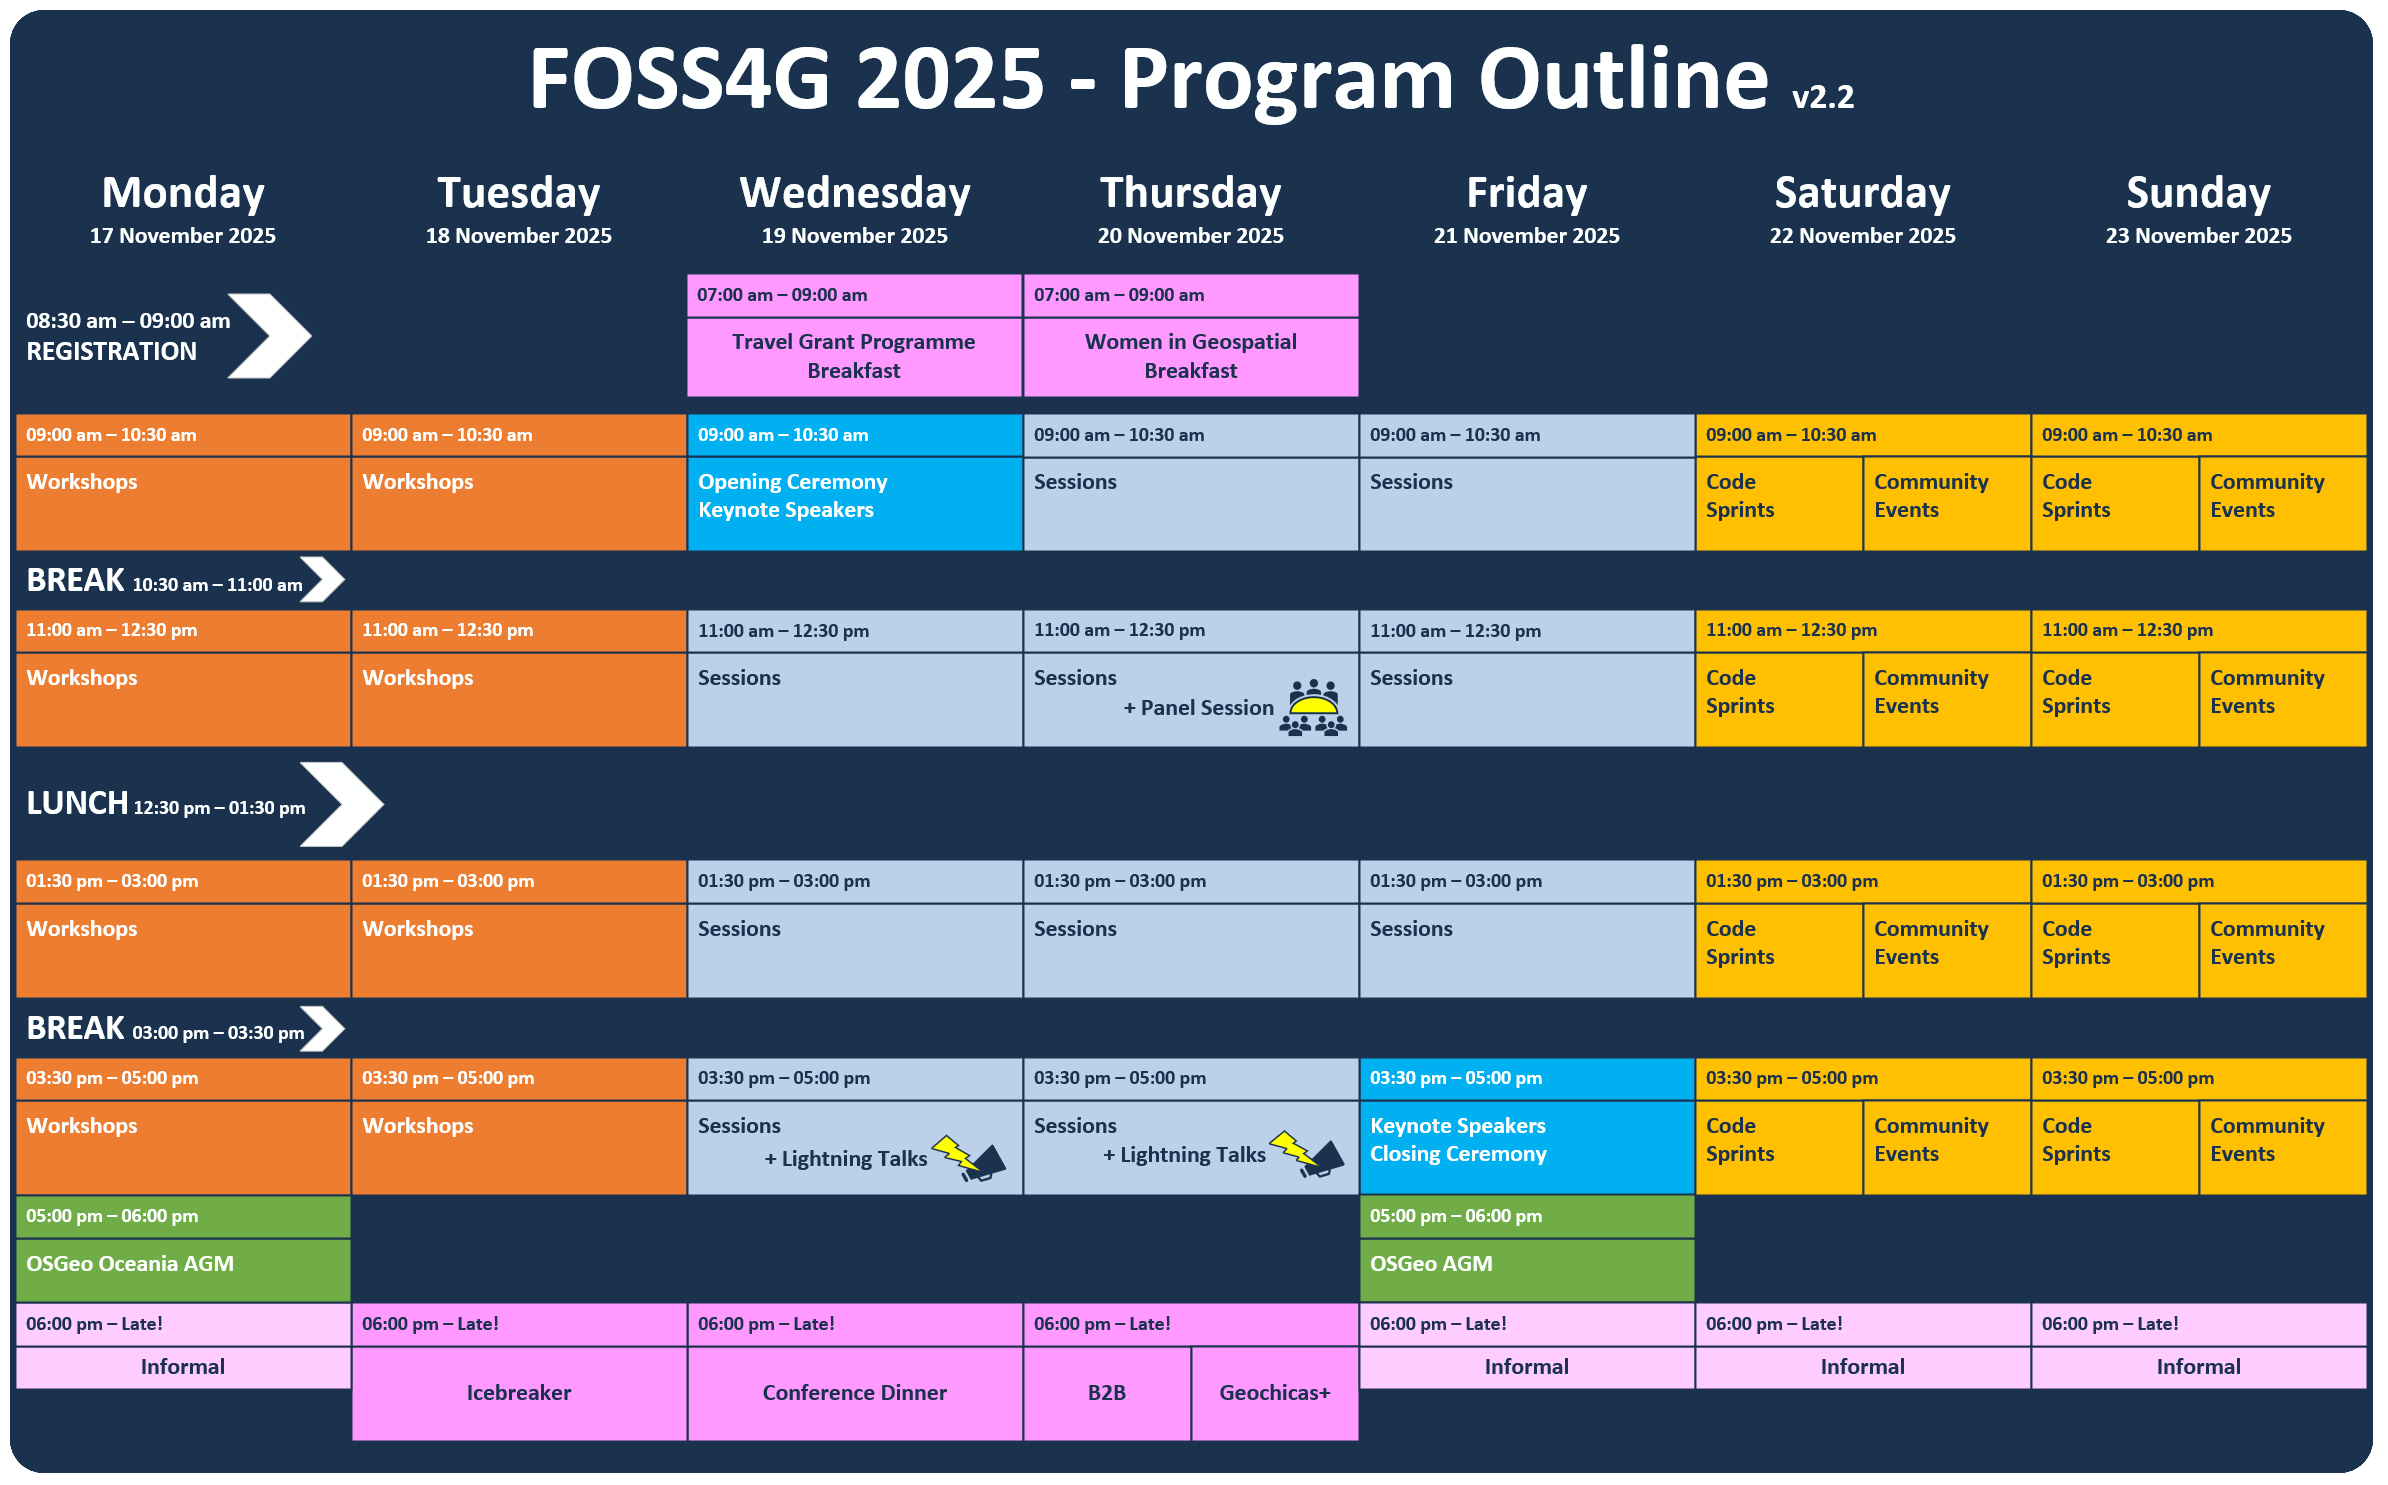 FOSS4G 2025 - Program Outline v2.2
Monday
17 November 2025
Tuesday
18 November 2025
Wednesday
19 November 2025
Thursday
20 November 2025
Friday
21 November 2025
Saturday
22 November 2025
Sunday
23 November 2025
08:30 am – 09:00 am
REGISTRATION
07:00 am – 09:00 am
Travel Grant Programme
Breakfast
07:00 am – 09:00 am
Women in Geospatial
Breakfast
09:00 am – 10:30 am
Workshops
09:00 am – 10:30 am
Workshops
09:00 am – 10:30 am
Opening Ceremony
Keynote Speakers
09:00 am – 10:30 am
Sessions
09:00 am – 10:30 am
Sessions
09:00 am – 10:30 am
Code
Sprints
Community
Events
09:00 am – 10:30 am
Code
Sprints
Community
Events
BREAK 10:30 am – 11:00 am
11:00 am – 12:30 pm
Workshops
11:00 am – 12:30 pm
Workshops
11:00 am – 12:30 pm
Sessions
11:00 am – 12:30 pm
Sessions
+ Panel Session
11:00 am – 12:30 pm
Sessions
11:00 am – 12:30 pm
Code
Sprints
Community
Events
11:00 am – 12:30 pm
Code
Sprints
Community
Events
LUNCH 12:30 pm – 01:30 pm
01:30 pm – 03:00 pm
Workshops
01:30 pm – 03:00 pm
Workshops
01:30 pm – 03:00 pm
Sessions
01:30 pm – 03:00 pm
Sessions
01:30 pm – 03:00 pm
Sessions
01:30 pm – 03:00 pm
Code
Sprints
Community
Events
01:30 pm – 03:00 pm
Code
Sprints
Community
Events
BREAK 03:00 pm – 03:30 pm
03:30 pm – 05:00 pm
Workshops
03:30 pm – 05:00 pm
Workshops
03:30 pm – 05:00 pm
Sessions
+ Lightning Talks
03:30 pm – 05:00 pm
Sessions
+ Lightning Talks
03:30 pm – 05:00 pm
Keynote Speakers
Closing Ceremony
03:30 pm – 05:00 pm
Code
Sprints
Community
Events
03:30 pm – 05:00 pm
Code
Sprints
Community
Events
05:00 pm – 06:00 pm
OSGeo Oceania AGM
05:00 pm – 06:00 pm
OSGeo AGM
06:00 pm – Late!
Informal
06:00 pm – Late!
Icebreaker
06:00 pm – Late!
Conference Dinner
06:00 pm – Late!
B2B
Geochicas+
06:00 pm – Late!
Informal
06:00 pm – Late!
Informal
06:00 pm – Late!
Informal